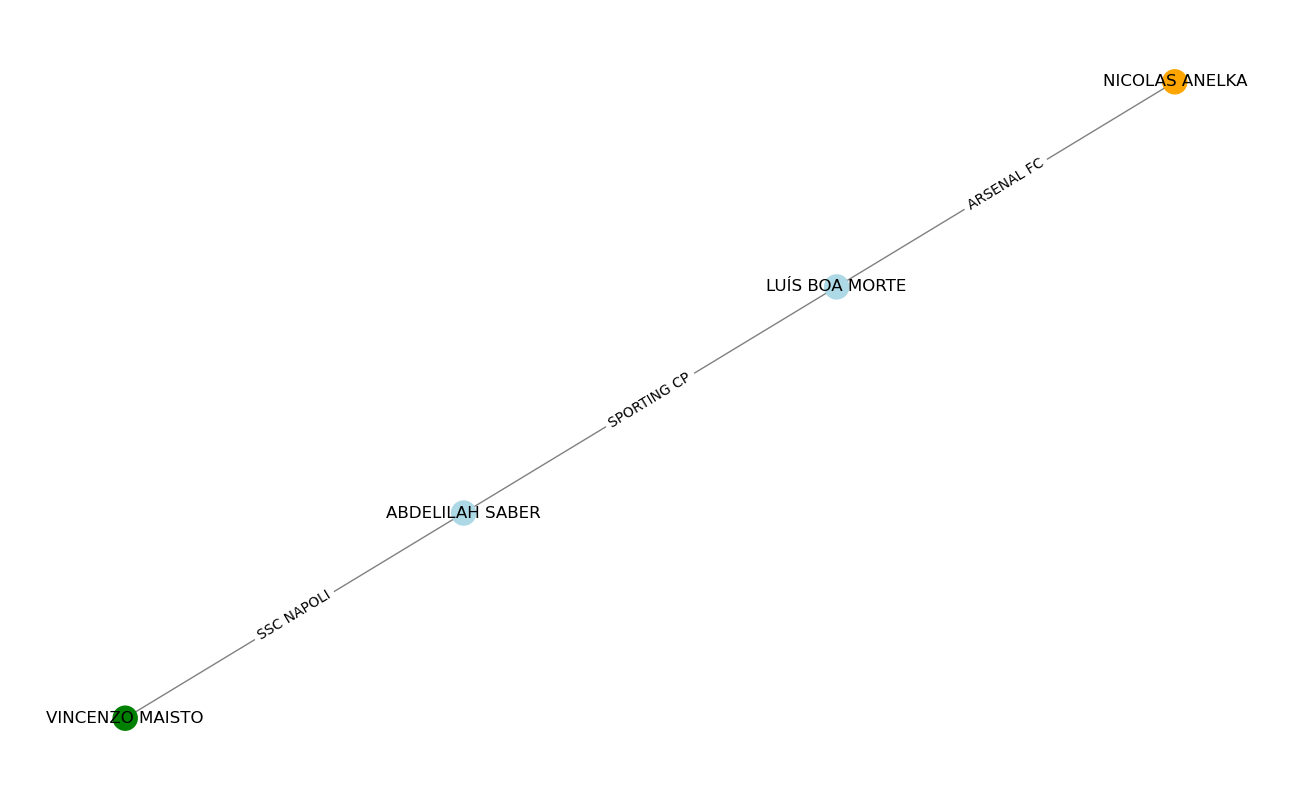 NICOLAS ANELKA
ARSENAL FC
LUÍS BOA MORTE
SPORTING CP
ABDELILAH SABER
SSC NAPOLI
VINCENZO MAISTO